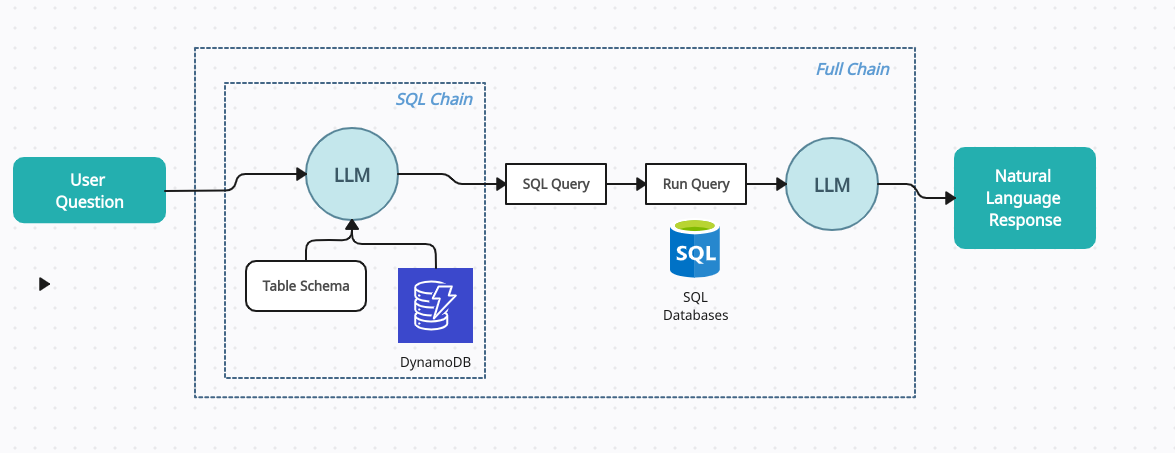 Full Chain
SQL Chain
User
Question
LLM
SQL Query
Run Query
LLM
Natural
Language
Response
Table Schema
DynamoDB
SQL
SQL
Databases